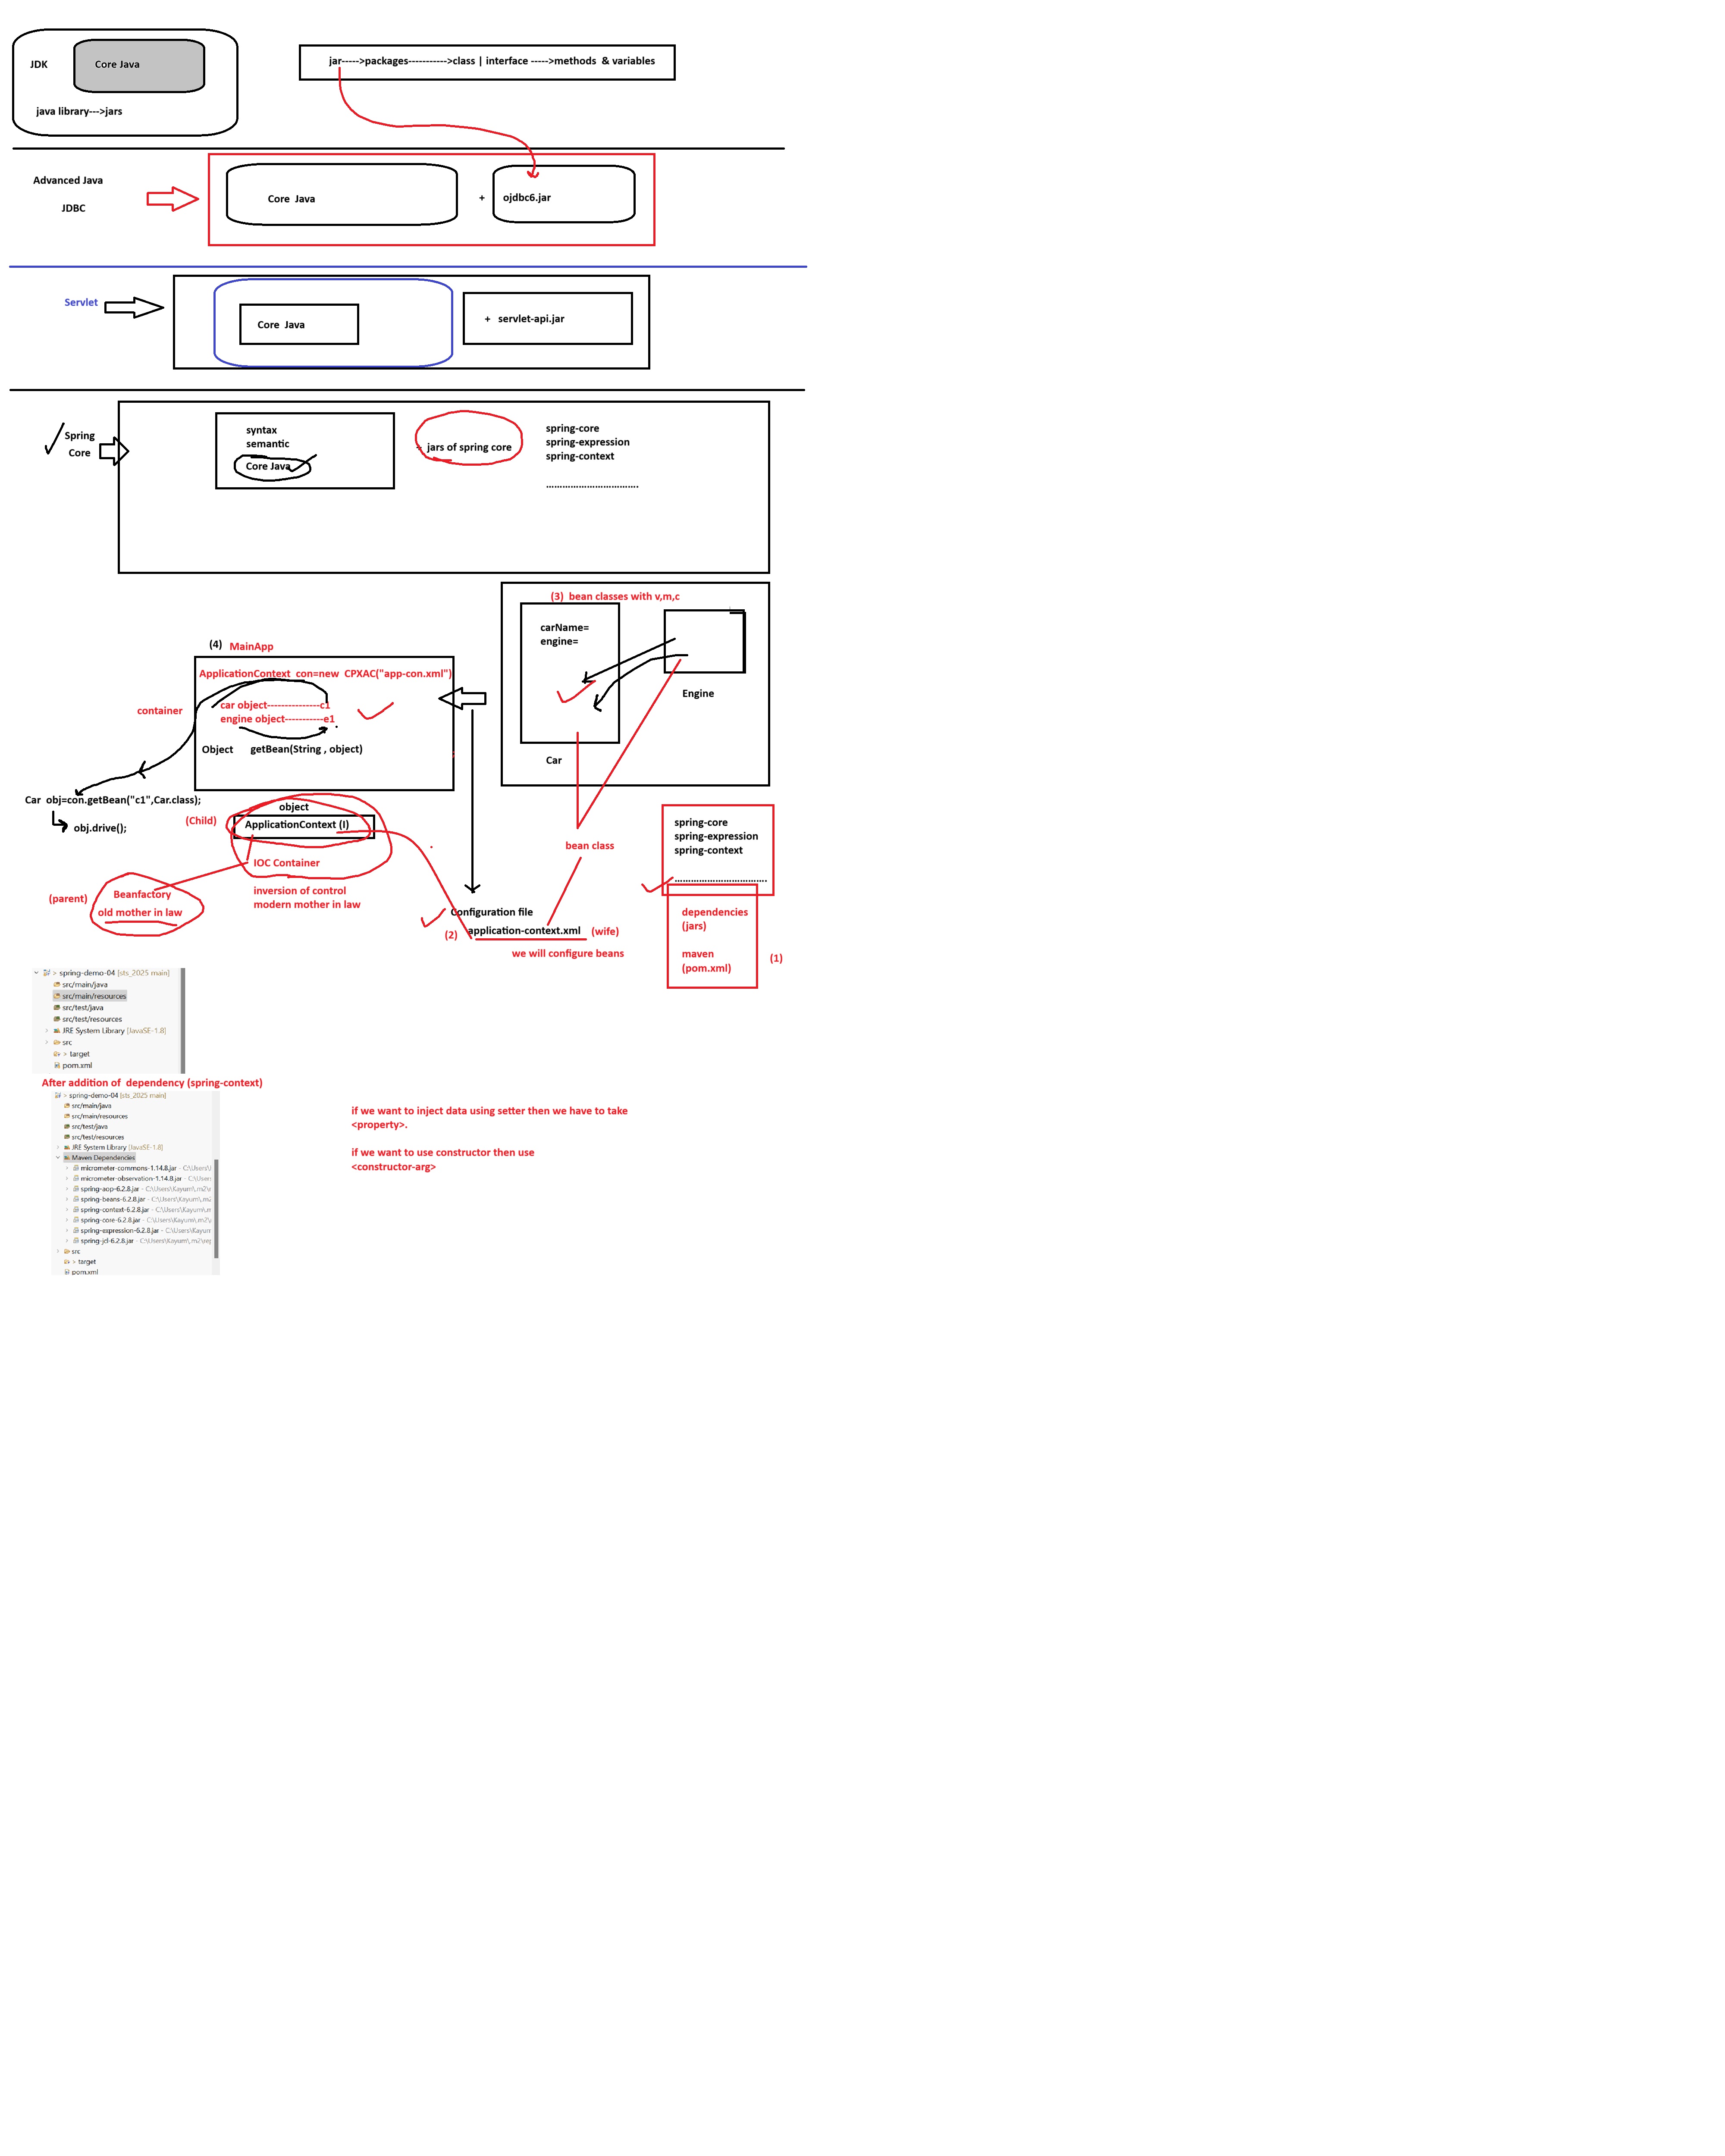 JDK
Core Java
java library--->jars
jar----->packages----------->class | interface ----->methods & variables
Advanced Java
JDBC
Core Java
+ ojdbc6.jar
Servlet
Core Java
+ servlet-api.jar
Spring
Core
syntax
semantic
Core Java
+ jars of spring core
spring-core
spring-expression
spring-context
..................................
(3) bean classes with v,m,c
carName=
engine=
Engine
Car
(4) MainApp
ApplicationContext con=new CPXAC("app-con.xml")
container
car object---------------c1
engine object-----------e1
Object getBean(String , object)
Car obj=con.getBean("c1",Car.class);
obj.drive();
object
(Child)
ApplicationContext (I)
IOC Container
inversion of control
modern mother in law
(parent)
Beanfactory
old mother in law
bean class
Configuration file
(2) application-context.xml (wife)
we will configure beans
spring-core
spring-expression
spring-context
..................................
dependencies
(jars)
maven
(pom.xml)
(1)
> spring-demo-04 [sts_2025 main]
src/main/java
src/main/resources
src/test/java
src/test/resources
JRE System Library [JavaSE-1.8]
src
> target
pom.xml
After addition of dependency (spring-context)
> spring-demo-04 [sts_2025 main]
src/main/java
src/main/resources
src/test/java
src/test/resources
JRE System Library [JavaSE-1.8]
Maven Dependencies
micrometer-commons-1.14.8.jar - C:\Users\
micrometer-observation-1.14.8.jar - C:\User
spring-aop-6.2.8.jar - C:\Users\Kayum\.m2\
spring-beans-6.2.8.jar - C:\Users\Kayum\.m2
spring-context-6.2.8.jar - C:\Users\Kayum\.
spring-core-6.2.8.jar - C:\Users\Kayum\.m2\
spring-expression-6.2.8.jar - C:\Users\Kayum
spring-jcl-6.2.8.jar - C:\Users\Kayum\.m2\rep
src
> target
pom.xml
if we want to inject data using setter then we have to take
<property>.
if we want to use constructor then use
<constructor-arg>